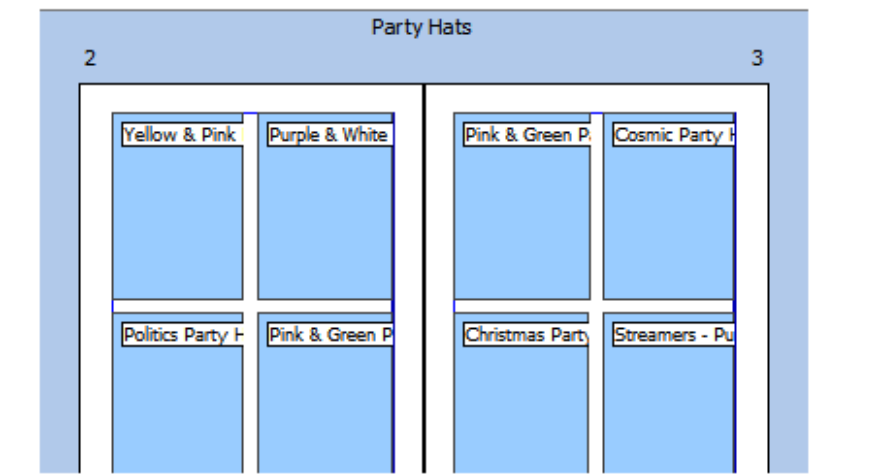 Party Hats
2
3
Yellow & Pink
Purple & White
Pink & Green P
Cosmic Party H
Politics Party H
Pink & Green P
Christmas Party
Streamers - Pu